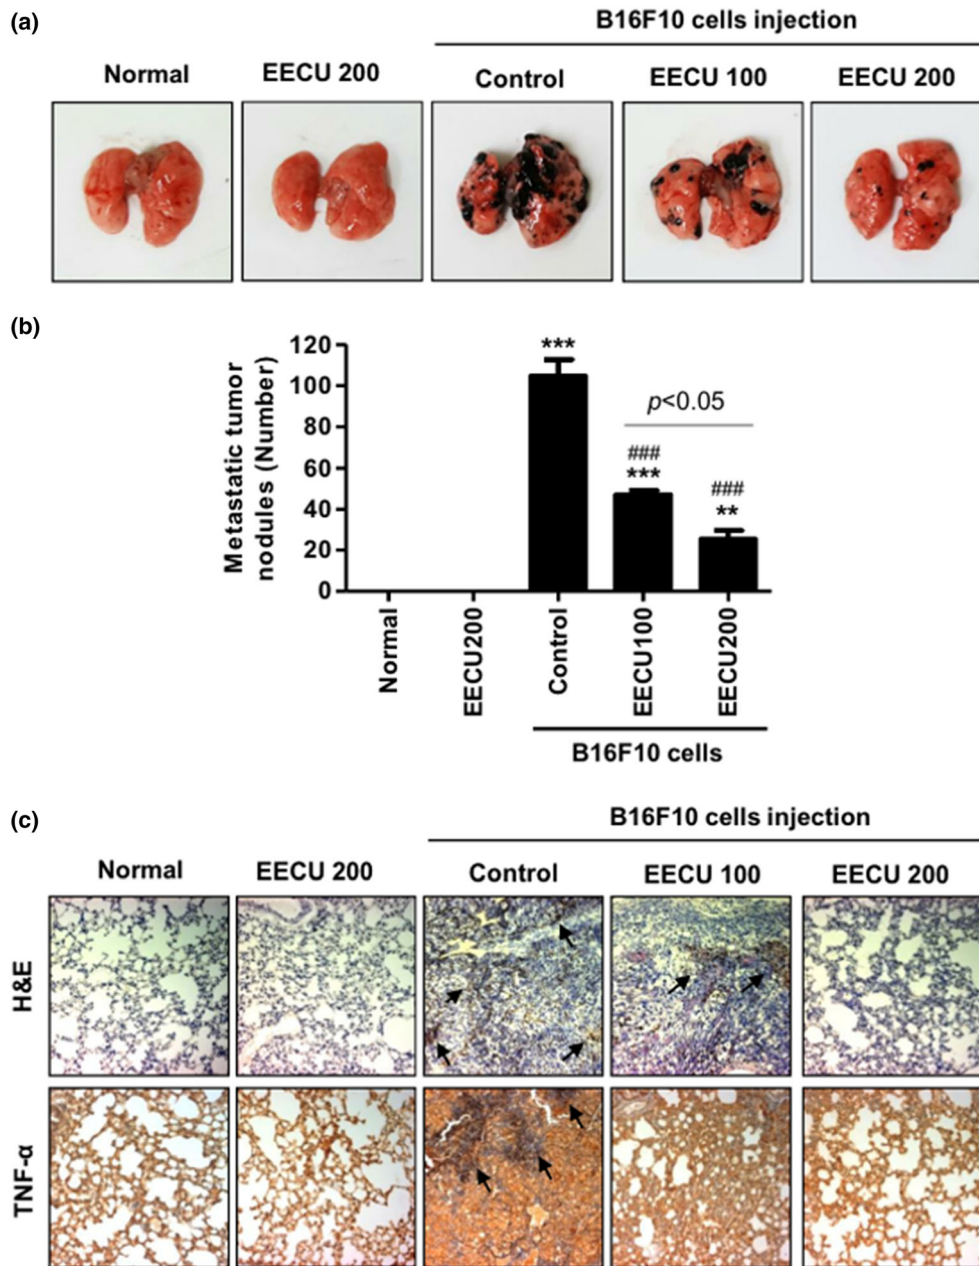 (a)
B16F10 cells injection
Normal
EECU 200
Control
EECU 100
EECU 200
(b)
Metastatic tumor
nodules (Number)
120
100
80
60
40
20
0
***
p<0.05
###
***
###
**
Normal
EECU200
Control
EECU100
EECU200
B16F10 cells
(c)
B16F10 cells injection
Normal
EECU 200
Control
EECU 100
EECU 200
H&E
TNF-α